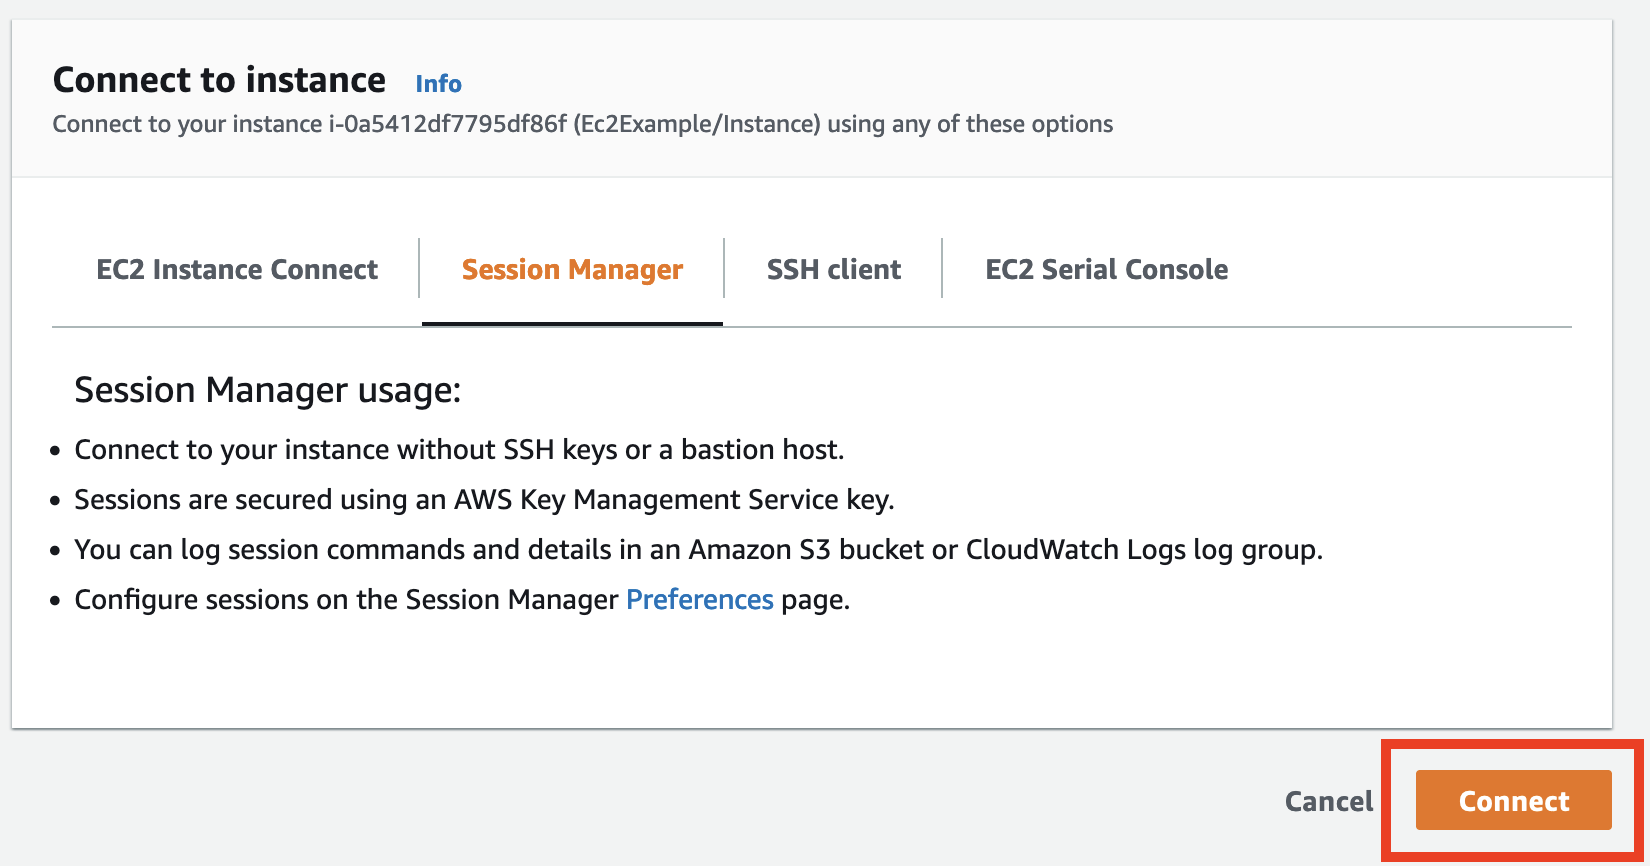 Connect to instance Info
Connect to your instance i-0a5412df7795df86f (Ec2Example/Instance) using any of these options
EC2 Instance Connect Session Manager SSH client EC2 Serial Console
Session Manager usage:
• Connect to your instance without SSH keys or a bastion host.
• Sessions are secured using an AWS Key Management Service key.
• You can log session commands and details in an Amazon S3 bucket or CloudWatch Logs log group.
• Configure sessions on the Session Manager Preferences page.
Cancel Connect